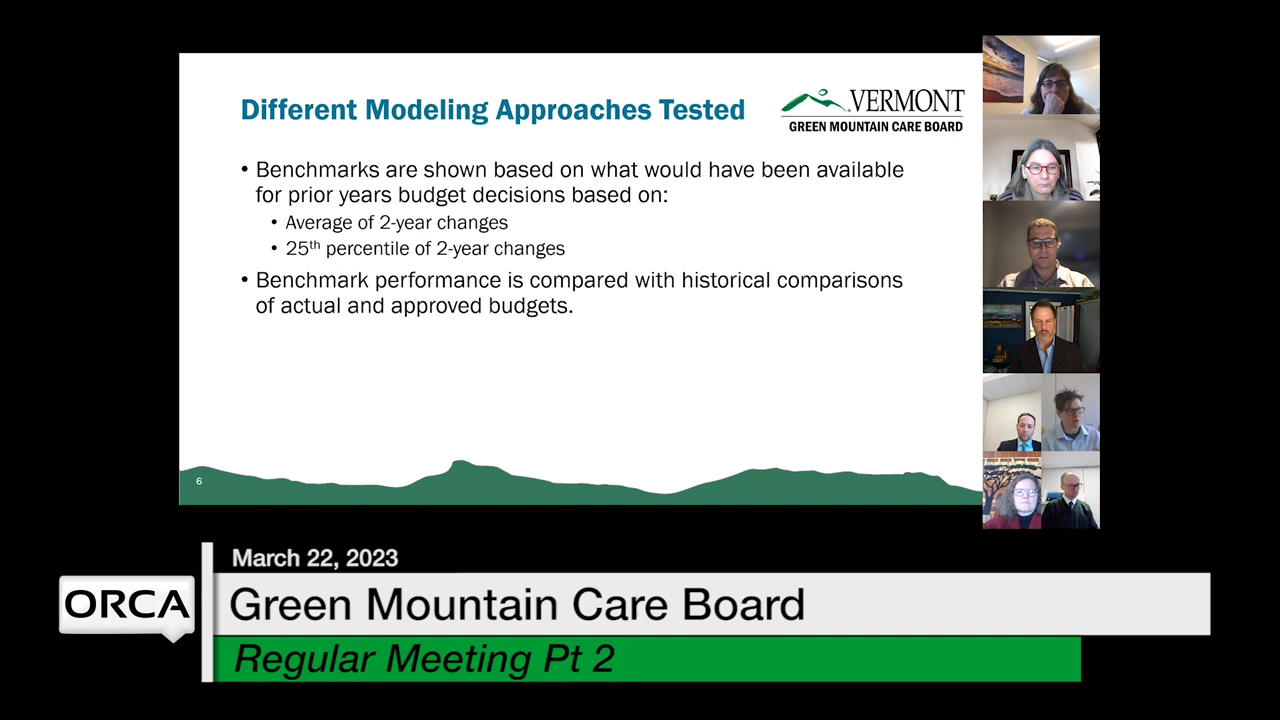 Different Modeling Approaches Tested
VERMONT
GREEN MOUNTAIN CARE BOARD
• Benchmarks are shown based on what would have been available
for prior years budget decisions based on:
• Average of 2-year changes
• 25th percentile of 2-year changes
• Benchmark performance is compared with historical comparisons
of actual and approved budgets.
6
March 22, 2023
ORCA
Green Mountain Care Board
Regular Meeting Pt 2